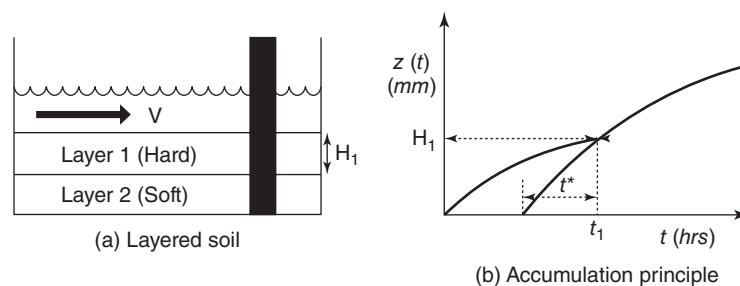 V
Layer 1 (Hard)
H1
Layer 2 (Soft)
(a) Layered soil
z (t)
(mm)
H1
t*
t1
t (hrs)
(b) Accumulation principle